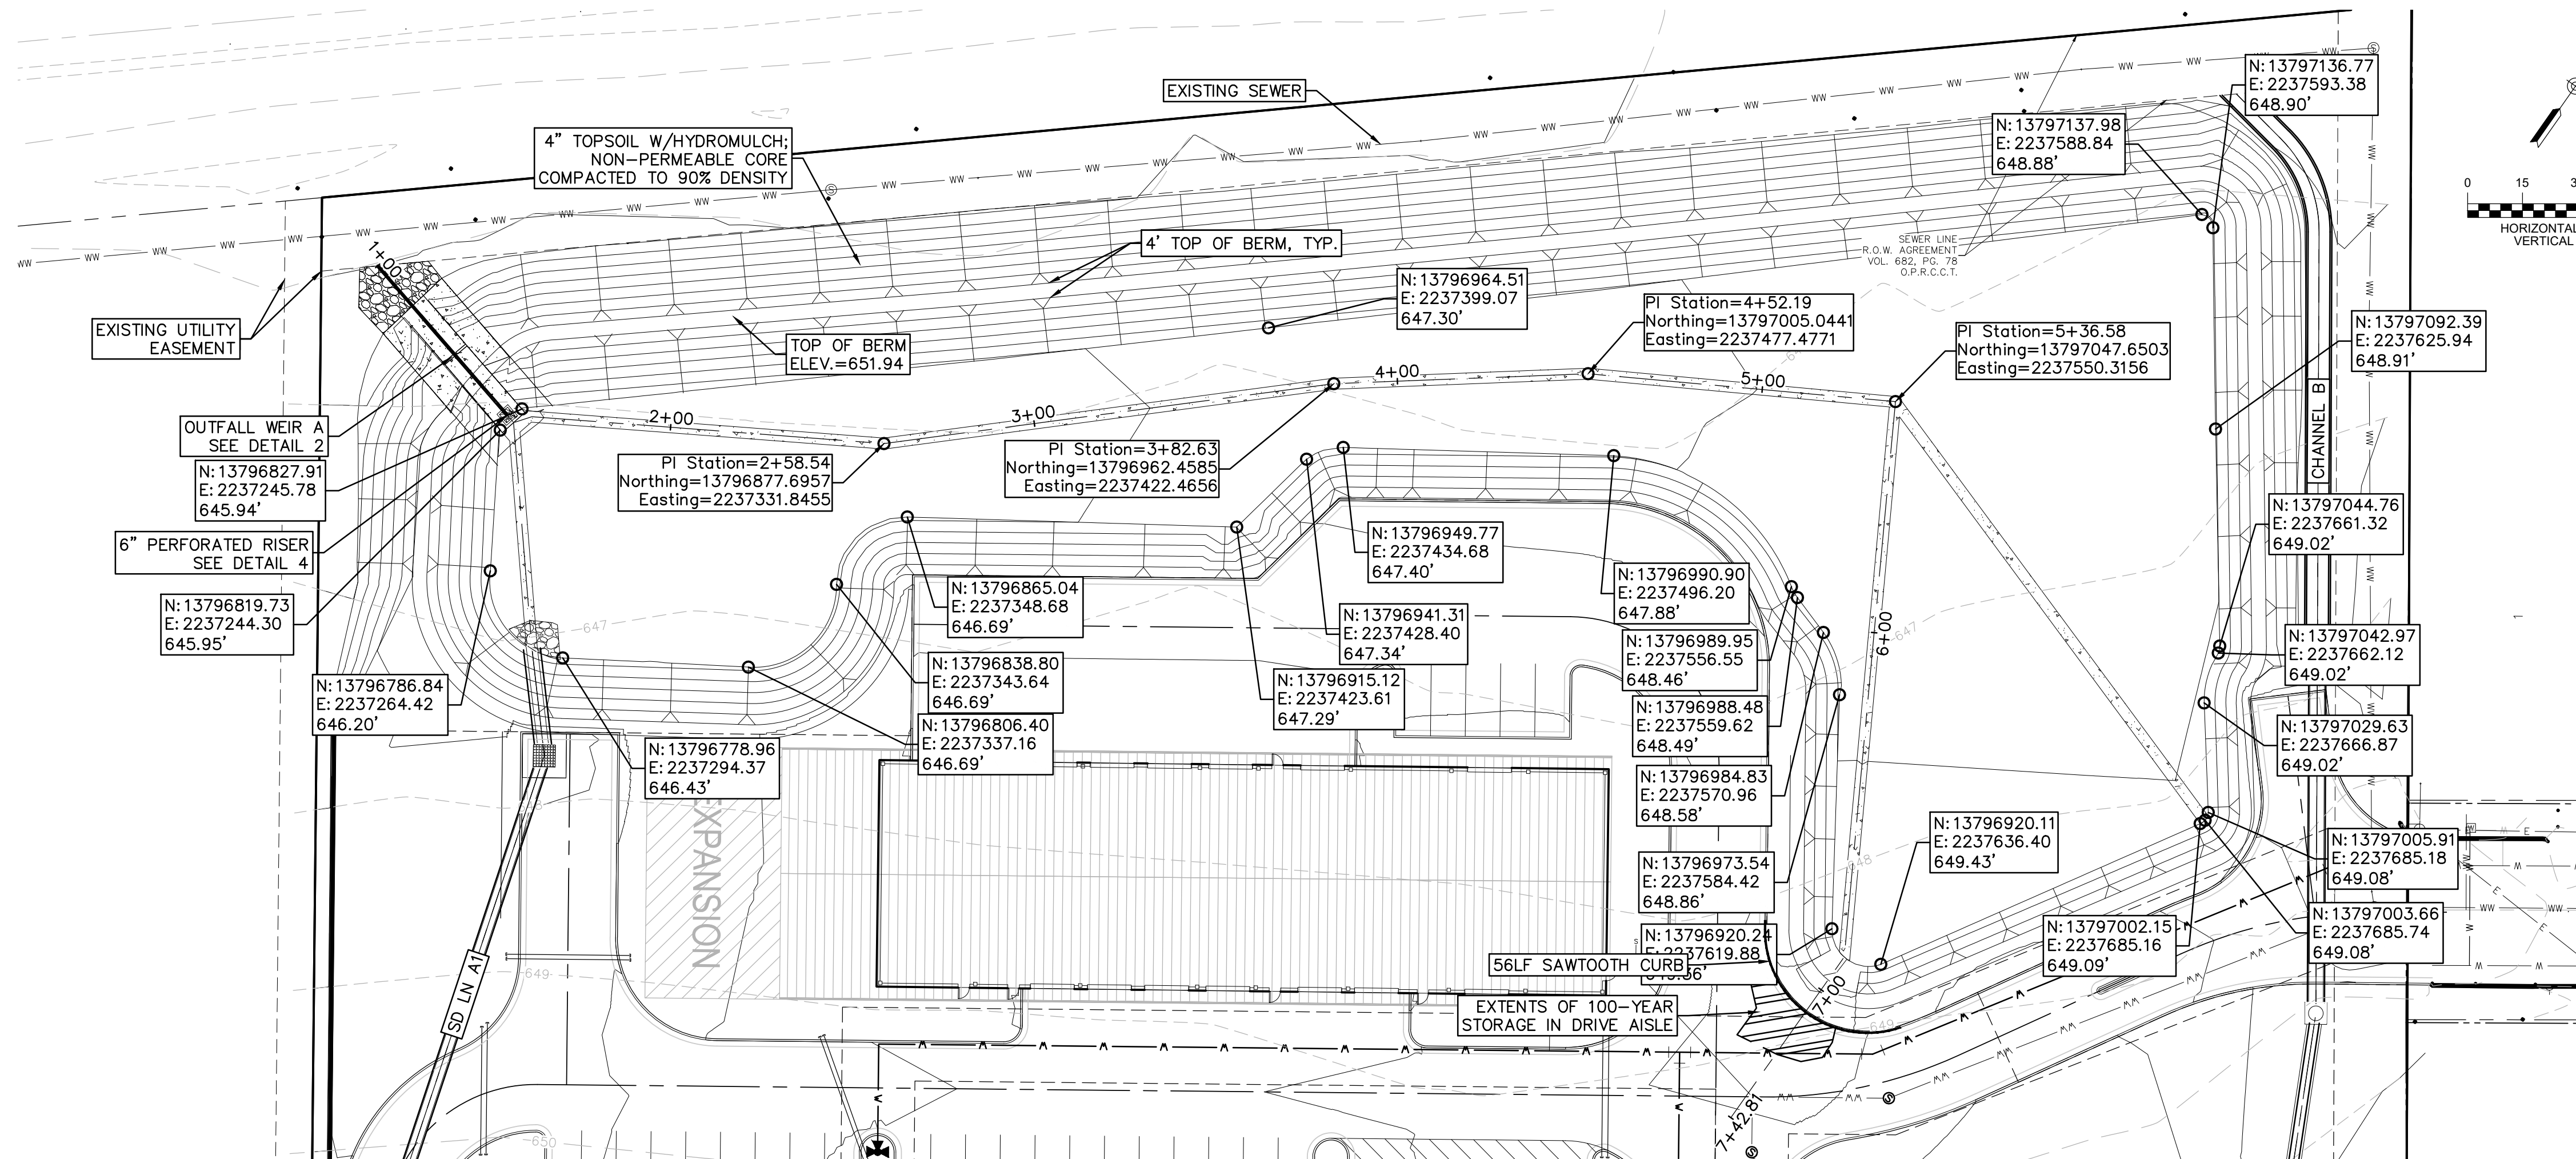 EXISTING SEWER
4" TOPSOIL W/HYDROMULCH;
NON-PERMEABLE CORE
COMPACTED TO 90% DENSITY
N: 13797136.77
E: 2237593.38
648.90'
N: 13797137.98
E: 2237588.84
648.88'
0 15
HORIZONTAL
VERTICAL
SEWER LINE
R.O.W. AGREEMENT
VOL. 682, PG. 78
O.P.R.C.C.T.
4' TOP OF BERM, TYP.
1+00
N: 13796964.51
E: 2237399.07
647.30'
PI Station=4+52.19
Northing=13797005.0441
Easting=2237477.4771
PI Station=5+36.58
Northing=13797047.6503
Easting=2237550.3156
N: 13797092.39
E: 2237625.94
648.91'
EXISTING UTILITY
EASEMENT
TOP OF BERM
ELEV.=651.94
2+00
3+00
4+00
5+00
CHANNEL B
OUTFALL WEIR A
SEE DETAIL 2
N: 13796827.91
E: 2237245.78
645.94'
PI Station=2+58.54
Northing=13796877.6957
Easting=2237331.8455
PI Station=3+82.63
Northing=13796962.4585
Easting=2237422.4656
N: 13797044.76
E: 2237661.32
649.02'
6" PERFORATED RISER
SEE DETAIL 4
N: 13796949.77
E: 2237434.68
647.40'
N: 13796990.90
E: 2237496.20
647.88'
N: 13796819.73
E: 2237244.30
645.95'
647
N: 13796865.04
E: 2237348.68
646.69'
N: 13796941.31
E: 2237428.40
647.34'
N: 13796989.95
E: 2237556.55
648.46'
6+00
647
N: 13797042.97
E: 2237662.12
649.02'
N: 13796786.84
E: 2237264.42
646.20'
N: 13796838.80
E: 2237343.64
646.69'
N: 13796915.12
E: 2237423.61
647.29'
N: 13796988.48
E: 2237559.62
648.49'
N: 13797029.63
E: 2237666.87
649.02'
N: 13796778.96
E: 2237294.37
646.43'
N: 13796806.40
E: 2237337.16
646.69'
N: 13796984.83
E: 2237570.96
648.58'
EXPANSION
N: 13796973.54
E: 2237584.42
648.86'
648
N: 13796920.11
E: 2237636.40
649.43'
N: 13797005.91
E: 2237685.18
649.08'
N: 13797003.66
E: 2237685.74
649.08'
N: 13797002.15
E: 2237685.16
649.09'
N: 13796920.24
E: 2237619.88
56LF SAWTOOTH CURB
649
SD LN A1
EXTENTS OF 100-YEAR
STORAGE IN DRIVE AISLE
7+00
649
7+42.81
650